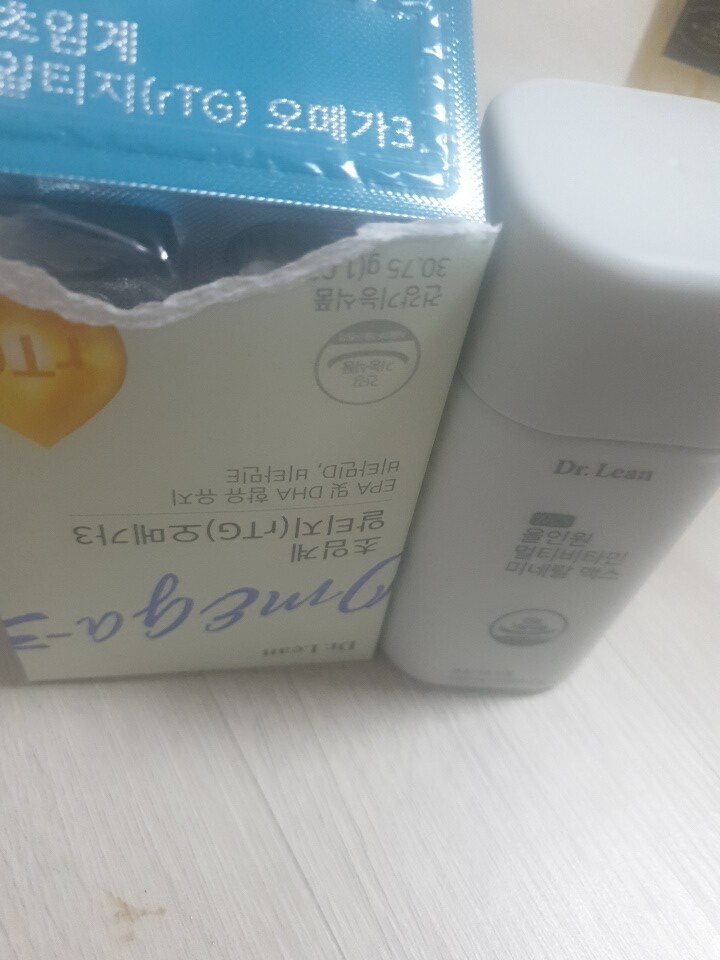 초임계
알티지(rTG) 오메가3
Dr. Lean
Omega-3
초임계
알티지(rTG)오메가3
EPA 및 DHA 함유 유지
비타민D, 비타민E
건강
기능식품
건강기능식품
30.75 g
rTG
Dr. Lean
올인원
멀티비타민
미네랄 녹스